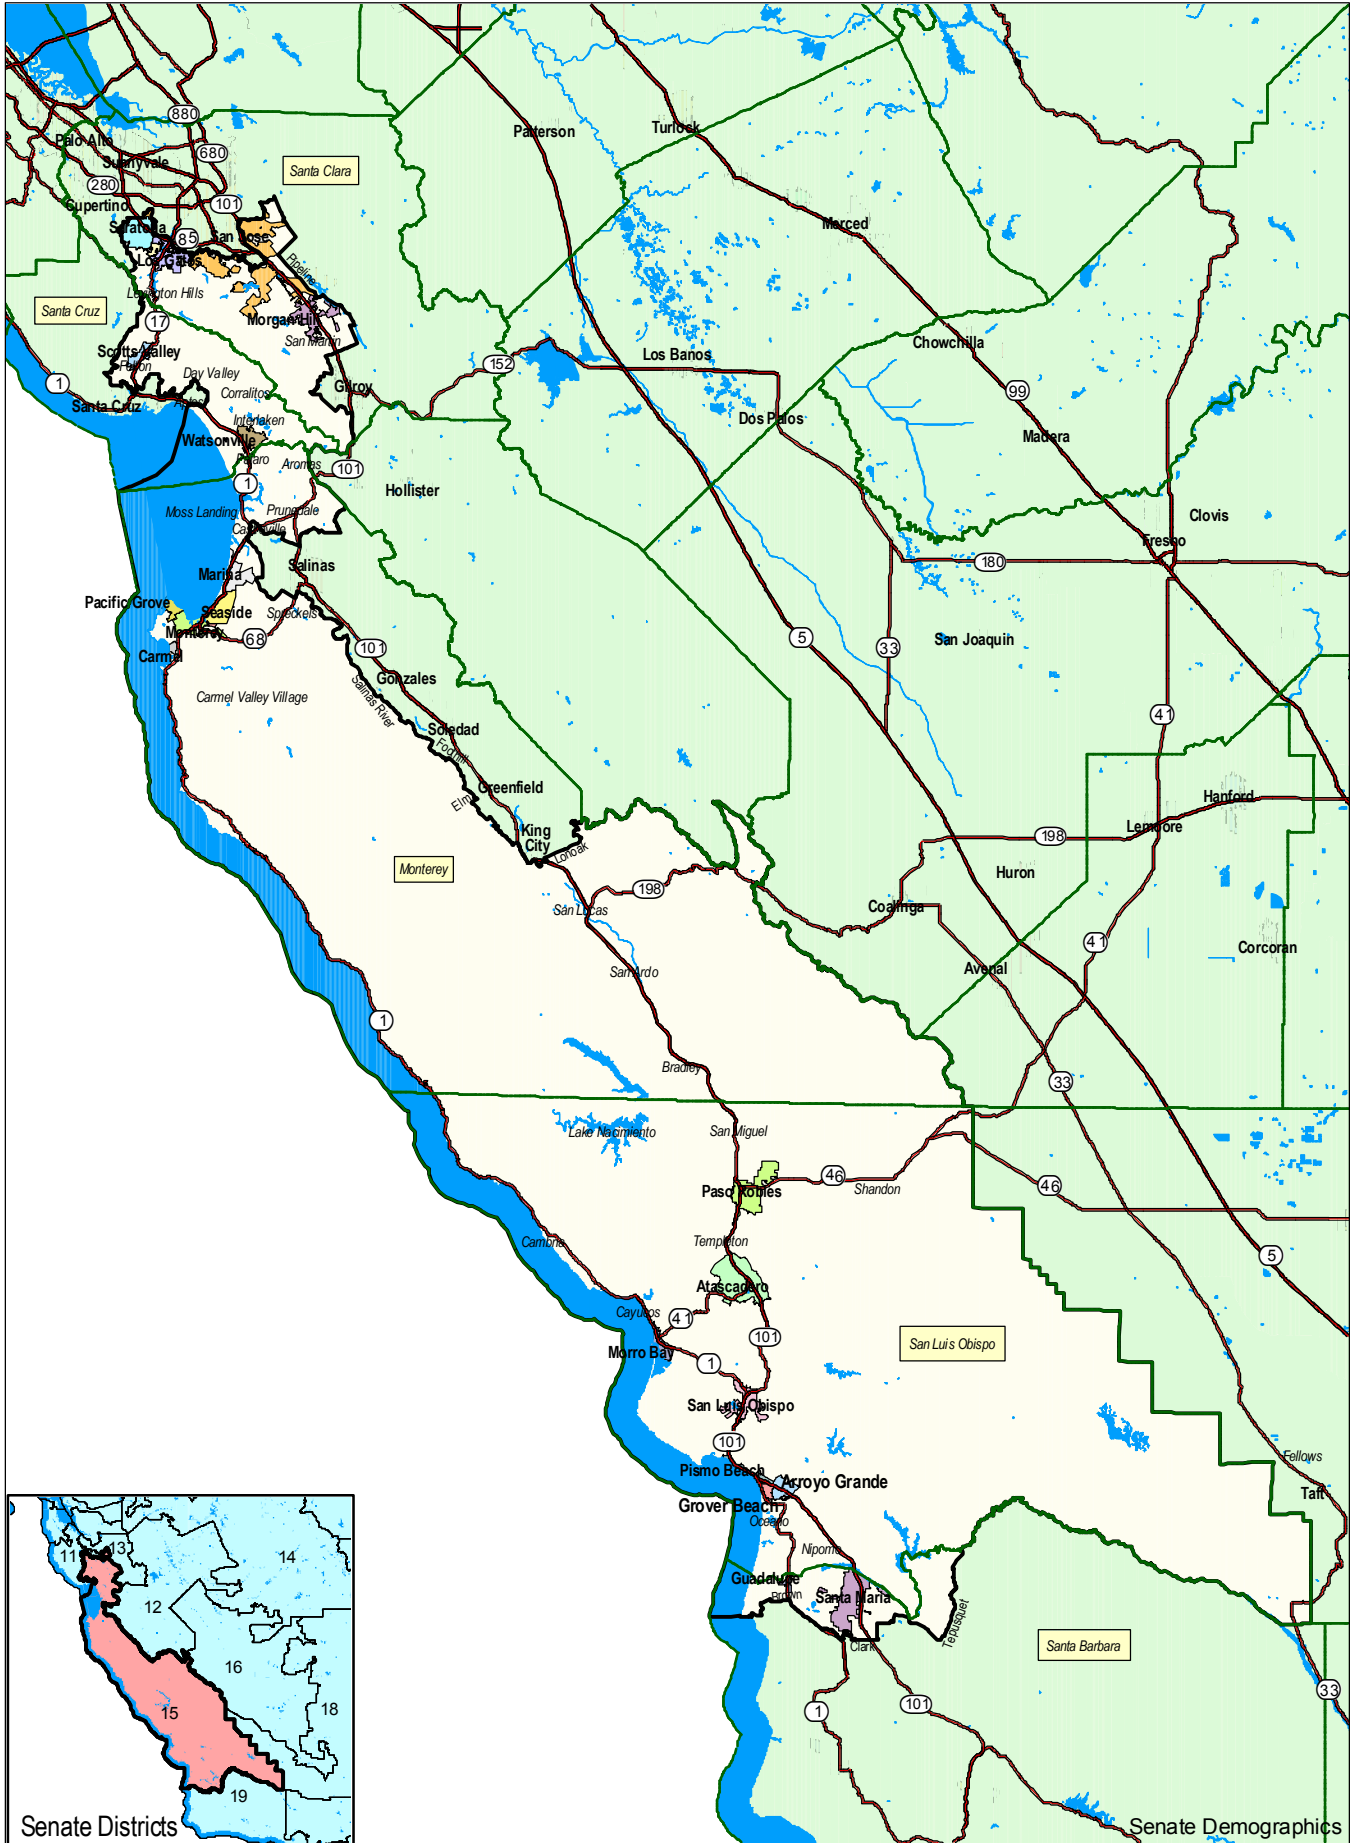 880
Palo Alto
Sunnyvale
680
Santa Clara
280
Cupertino
101
Saratoga
85
San Jose
Los Gatos
Pipeline
Lexington Hills
Santa Cruz
17
Morgan Hill
San Martin
Scotts Valley
Felton
Day Valley
1
Corralitos
Gilroy
Santa Cruz
Aptos
Interlaken
Watsonville
Pajaro
Aromas
101
1
Hollister
Moss Landing
Prunedale
Castroville
Salinas
Marina
Pacific Grove
Seaside
Spreckels
Monterey
68
Carmel
101
Gonzales
Carmel Valley Village
Salinas River
Soledad
Foothill
Greenfield
Elm
King
City
Lonoak
Monterey
198
San Lucas
San Ardo
1
Bradley
Patterson
Turlock
Merced
152
Los Banos
Chowchilla
99
Dos Palos
Madera
Clovis
Fresno
180
5
33
San Joaquin
41
Hanford
Lemoore
198
Huron
Coalinga
41
Corcoran
Avenal
33
Lake Nacimiento
San Miguel
46
Paso Robles
Shandon
46
Cambria
Templeton
5
Atascadero
Cayucos
41
101
Morro Bay
1
San Luis Obispo
San Luis Obispo
101
Pismo Beach
Arroyo Grande
Grover Beach
Oceano
Fellows
Taft
Nipomo
Guadalupe
Brown
Santa Maria
Tepusquet
Clark
Santa Barbara
1
101
33
11
13
14
12
16
15
18
19
Senate Districts
Senate Demographics